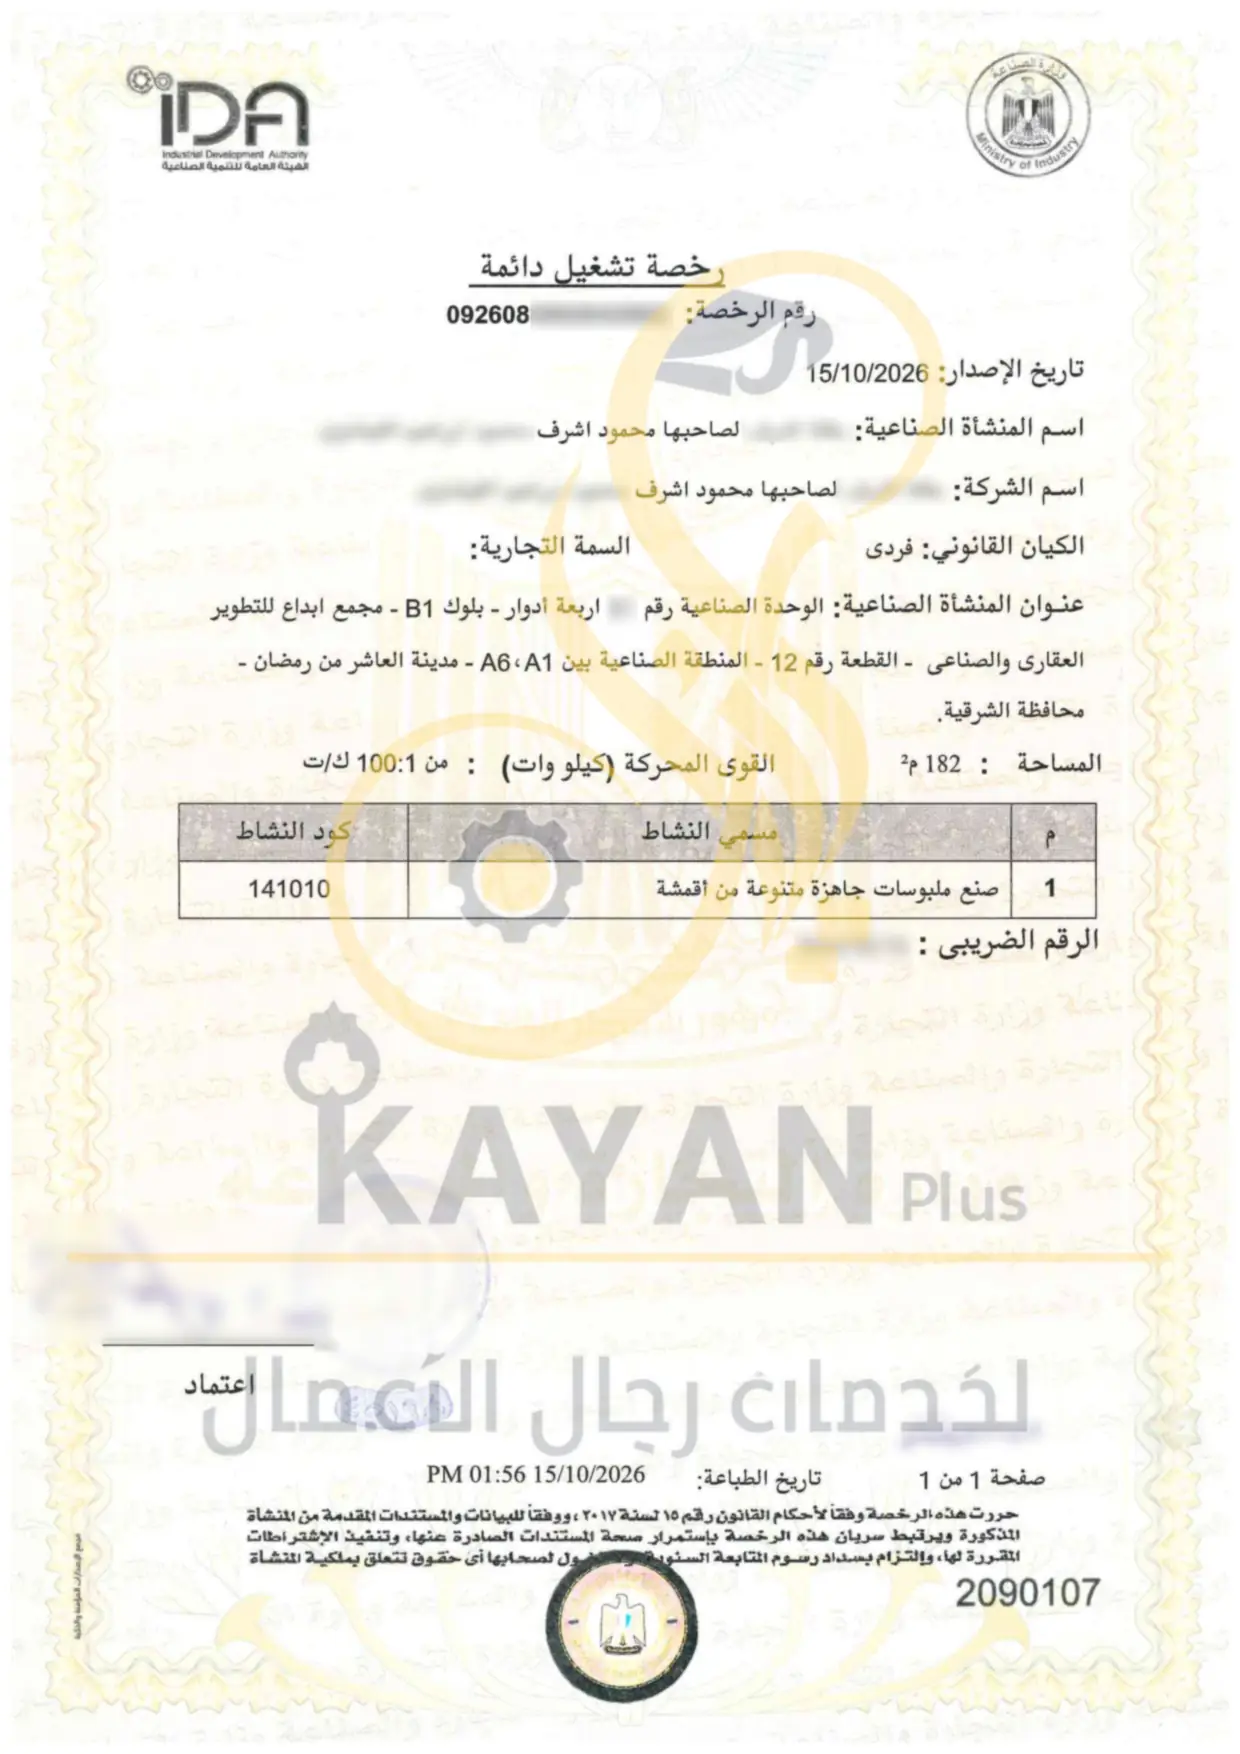 IDA
Industrial Development Authority
الهيئة العامة للتنمية الصناعية
وزارة الصناعة
Ministry of Industry
رخصة تشغيل دائمة
رقم الرخصة: 092608
تاريخ الإصدار: 15/10/2026
اسم المنشأة الصناعية: لصاحبها محمود اشرف
اسم الشركة: لصاحبها محمود اشرف
الكيان القانوني: فردى السمة التجارية:
عنوان المنشأة الصناعية: الوحدة الصناعية رقم اربعة أدوار - بلوك B1 - مجمع ابداع للتطوير
العقارى والصناعى - القطعة رقم 12 - المنطقة الصناعية بين A1، A6 - مدينة العاشر من رمضان -
محافظة الشرقية.
المساحة : 182 م² القوى المحركة (كيلو وات) : من 1:100 ك/ت
م مسمي النشاط كود النشاط
1 صنع ملبوسات جاهزة متنوعة من أقمشة 141010
الرقم الضريبى :
KAYAN Plus
لخدمات رجال الأعمال
اعتماد
صفحة 1 من 1 تاريخ الطباعة: 15/10/2026 01:56 PM
حررت هذه الرخصة وفقاً لأحكام القانون رقم ١٥ لسنة ٢٠١٧، ووفقاً للبيانات والمستندات المقدمة من المنشأة
المذكورة ويرتبط سريان هذه الرخصة بإستمرار صحة المستندات الصادرة عنها، وتنفيذ الإشتراطات
المقررة لها، والتزام بسداد رسوم المتابعة السنوية لصحابها أى حقوق تتعلق بملكية المنشأة
2090107